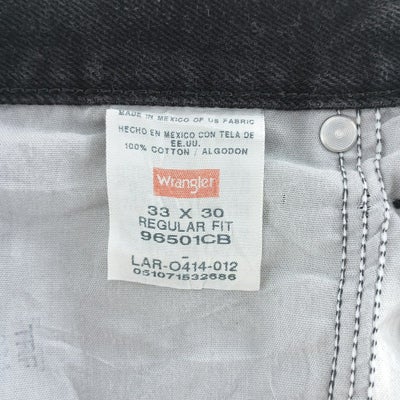 MADE IN MEXICO OF US FABRIC
HECHO EN MEXICO CON TELA DE
EE.UU.
100% COTTON / ALGODON
Wrangler
33 X 30
REGULAR FIT
96501CB
-
LAR-O414-012
051071532686